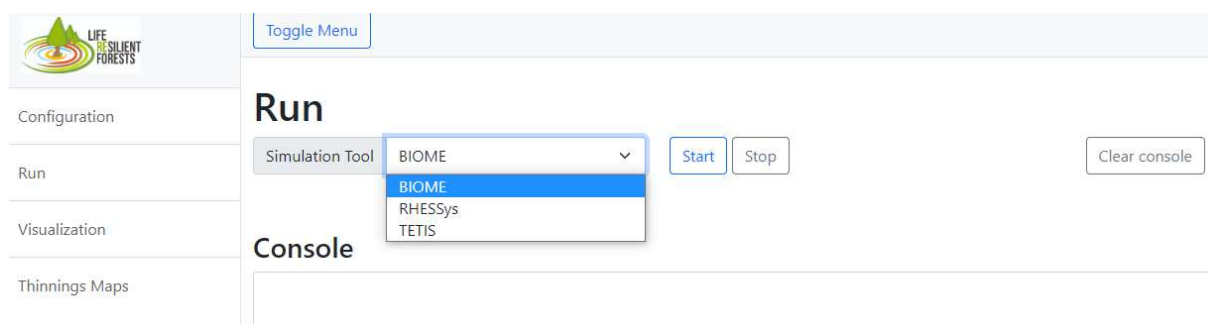 LIFE
RESILIENT
FORESTS
Toggle Menu
Configuration
Run
Visualization
Thinnings Maps
Run
Simulation Tool BIOME Start Stop Clear console
BIOME
RHESSys
TETIS
Console